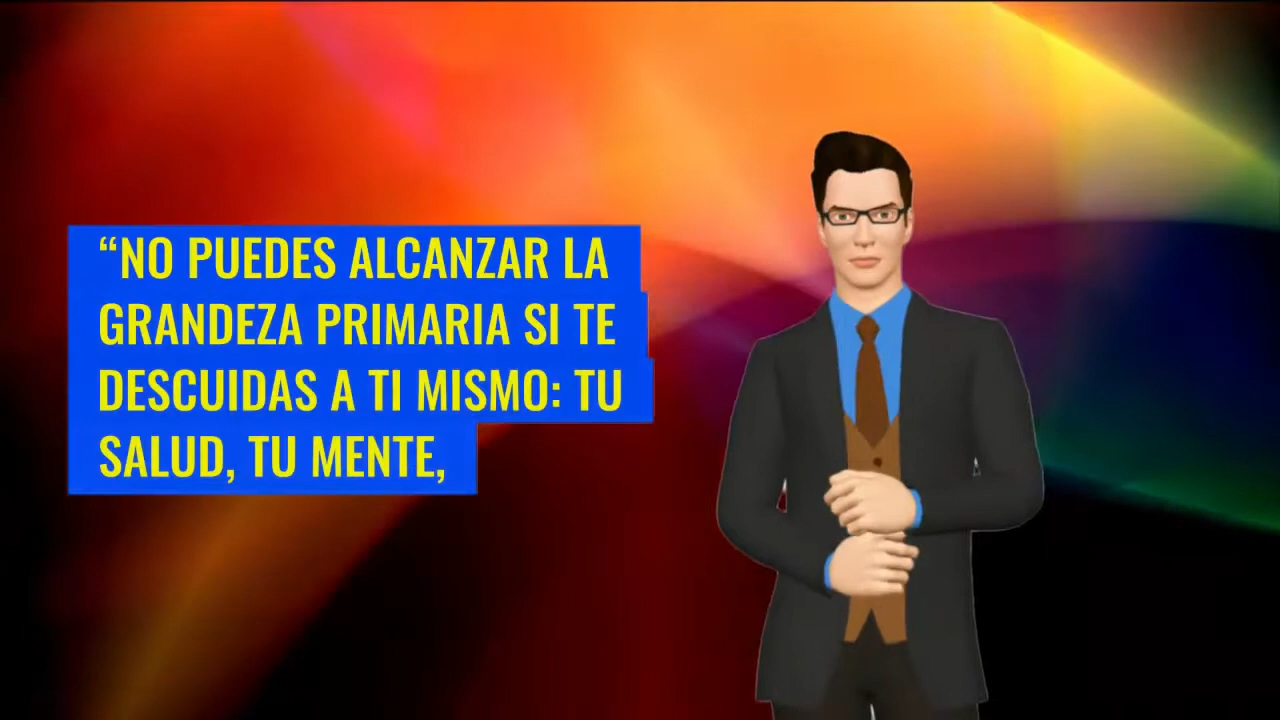 “NO PUEDES ALCANZAR LA
GRANDEZA PRIMARIA SI TE
DESCUIDAS A TI MISMO: TU
SALUD, TU MENTE,